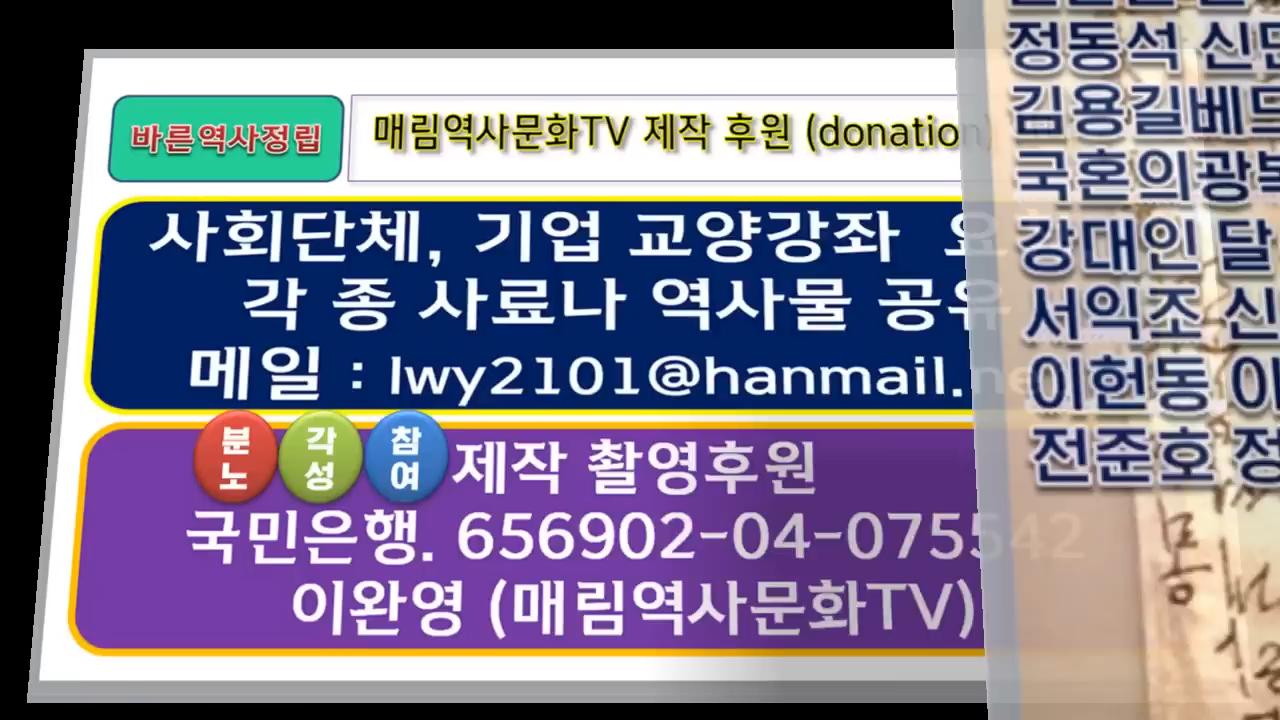 바른역사정립
매림역사문화TV 제작 후원 (donation)
사회단체, 기업 교양강좌
각 종 사료나 역사물 공유
메일 : lwy2101@hanmail.ne
분노
각성
참여
제작 촬영후원
국민은행. 656902-04-075542
이완영 (매림역사문화TV)
정동석
김용길
국혼의
강대인 달
서익조 신
이헌동 이
전준호 정